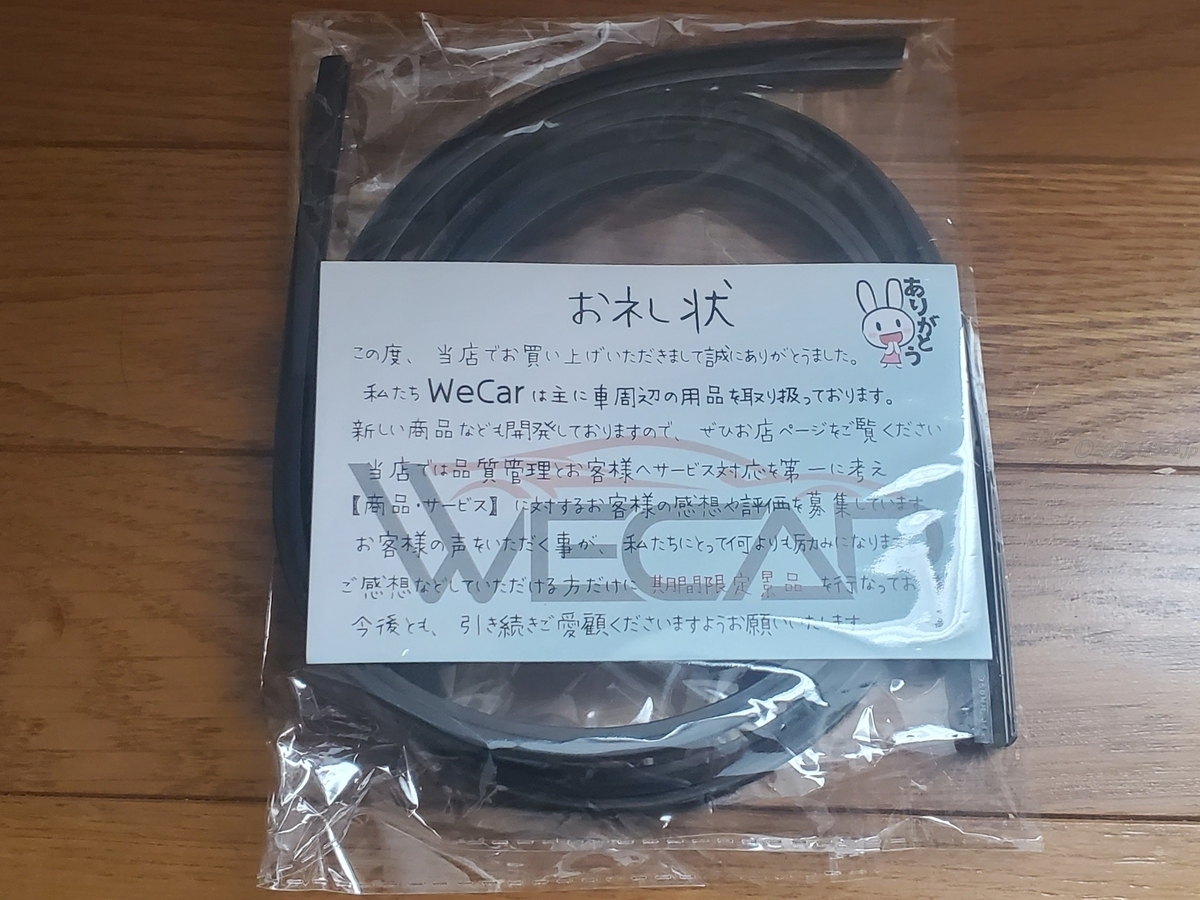 お礼状
ありがとう
この度、当店でお買い上げいただきまして誠にありがとうました。
私たち WeCar は主に車周辺の用品を取り扱っております。
新しい商品なども開発しておりますので、ぜひお店ページをご覧ください
当店では品質管理とお客様へサービス対応を第一に考え
【商品・サービス】に対するお客様の感想や評価を募集しています
お客様の声をいただく事が、私たちにとって何よりも励みになりま
ご感想などしていただける方だけに 期間限定景品 を行なってお
今後とも、引き続きご愛顧くださいますようお願いいたします
WECAR